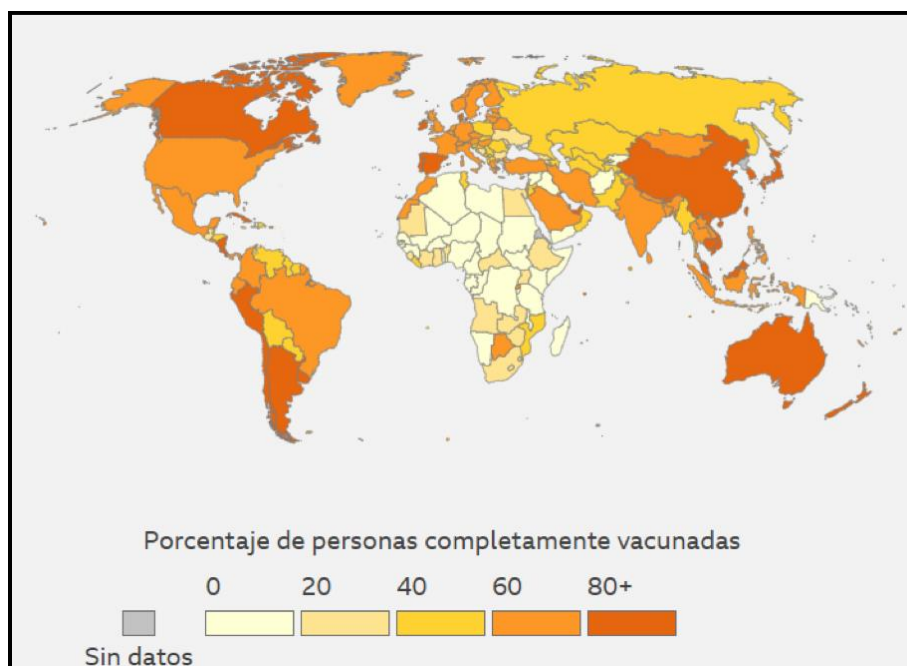 Porcentaje de personas completamente vacunadas
0 20 40 60 80+
Sin datos